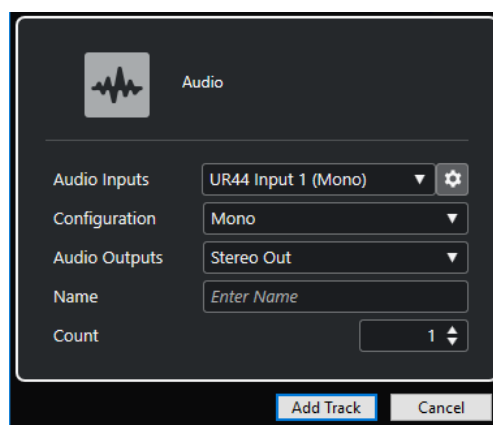 Audio
Audio Inputs UR44 Input 1 (Mono)
Configuration Mono
Audio Outputs Stereo Out
Name Enter Name
Count 1
Add Track Cancel